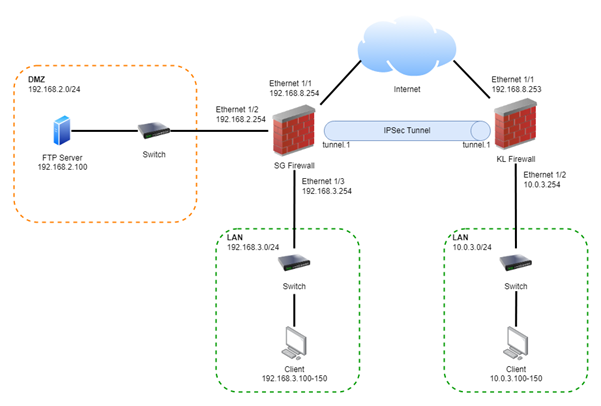 DMZ
192.168.2.0/24
FTP Server
192.168.2.100
Switch
Ethernet 1/2
192.168.2.254
Ethernet 1/1
192.168.8.254
SG Firewall
Ethernet 1/3
192.168.3.254
Internet
IPSec Tunnel
tunnel.1
tunnel.1
Ethernet 1/1
192.168.8.253
KL Firewall
Ethernet 1/2
10.0.3.254
LAN
192.168.3.0/24
Switch
Client
192.168.3.100-150
LAN
10.0.3.0/24
Switch
Client
10.0.3.100-150